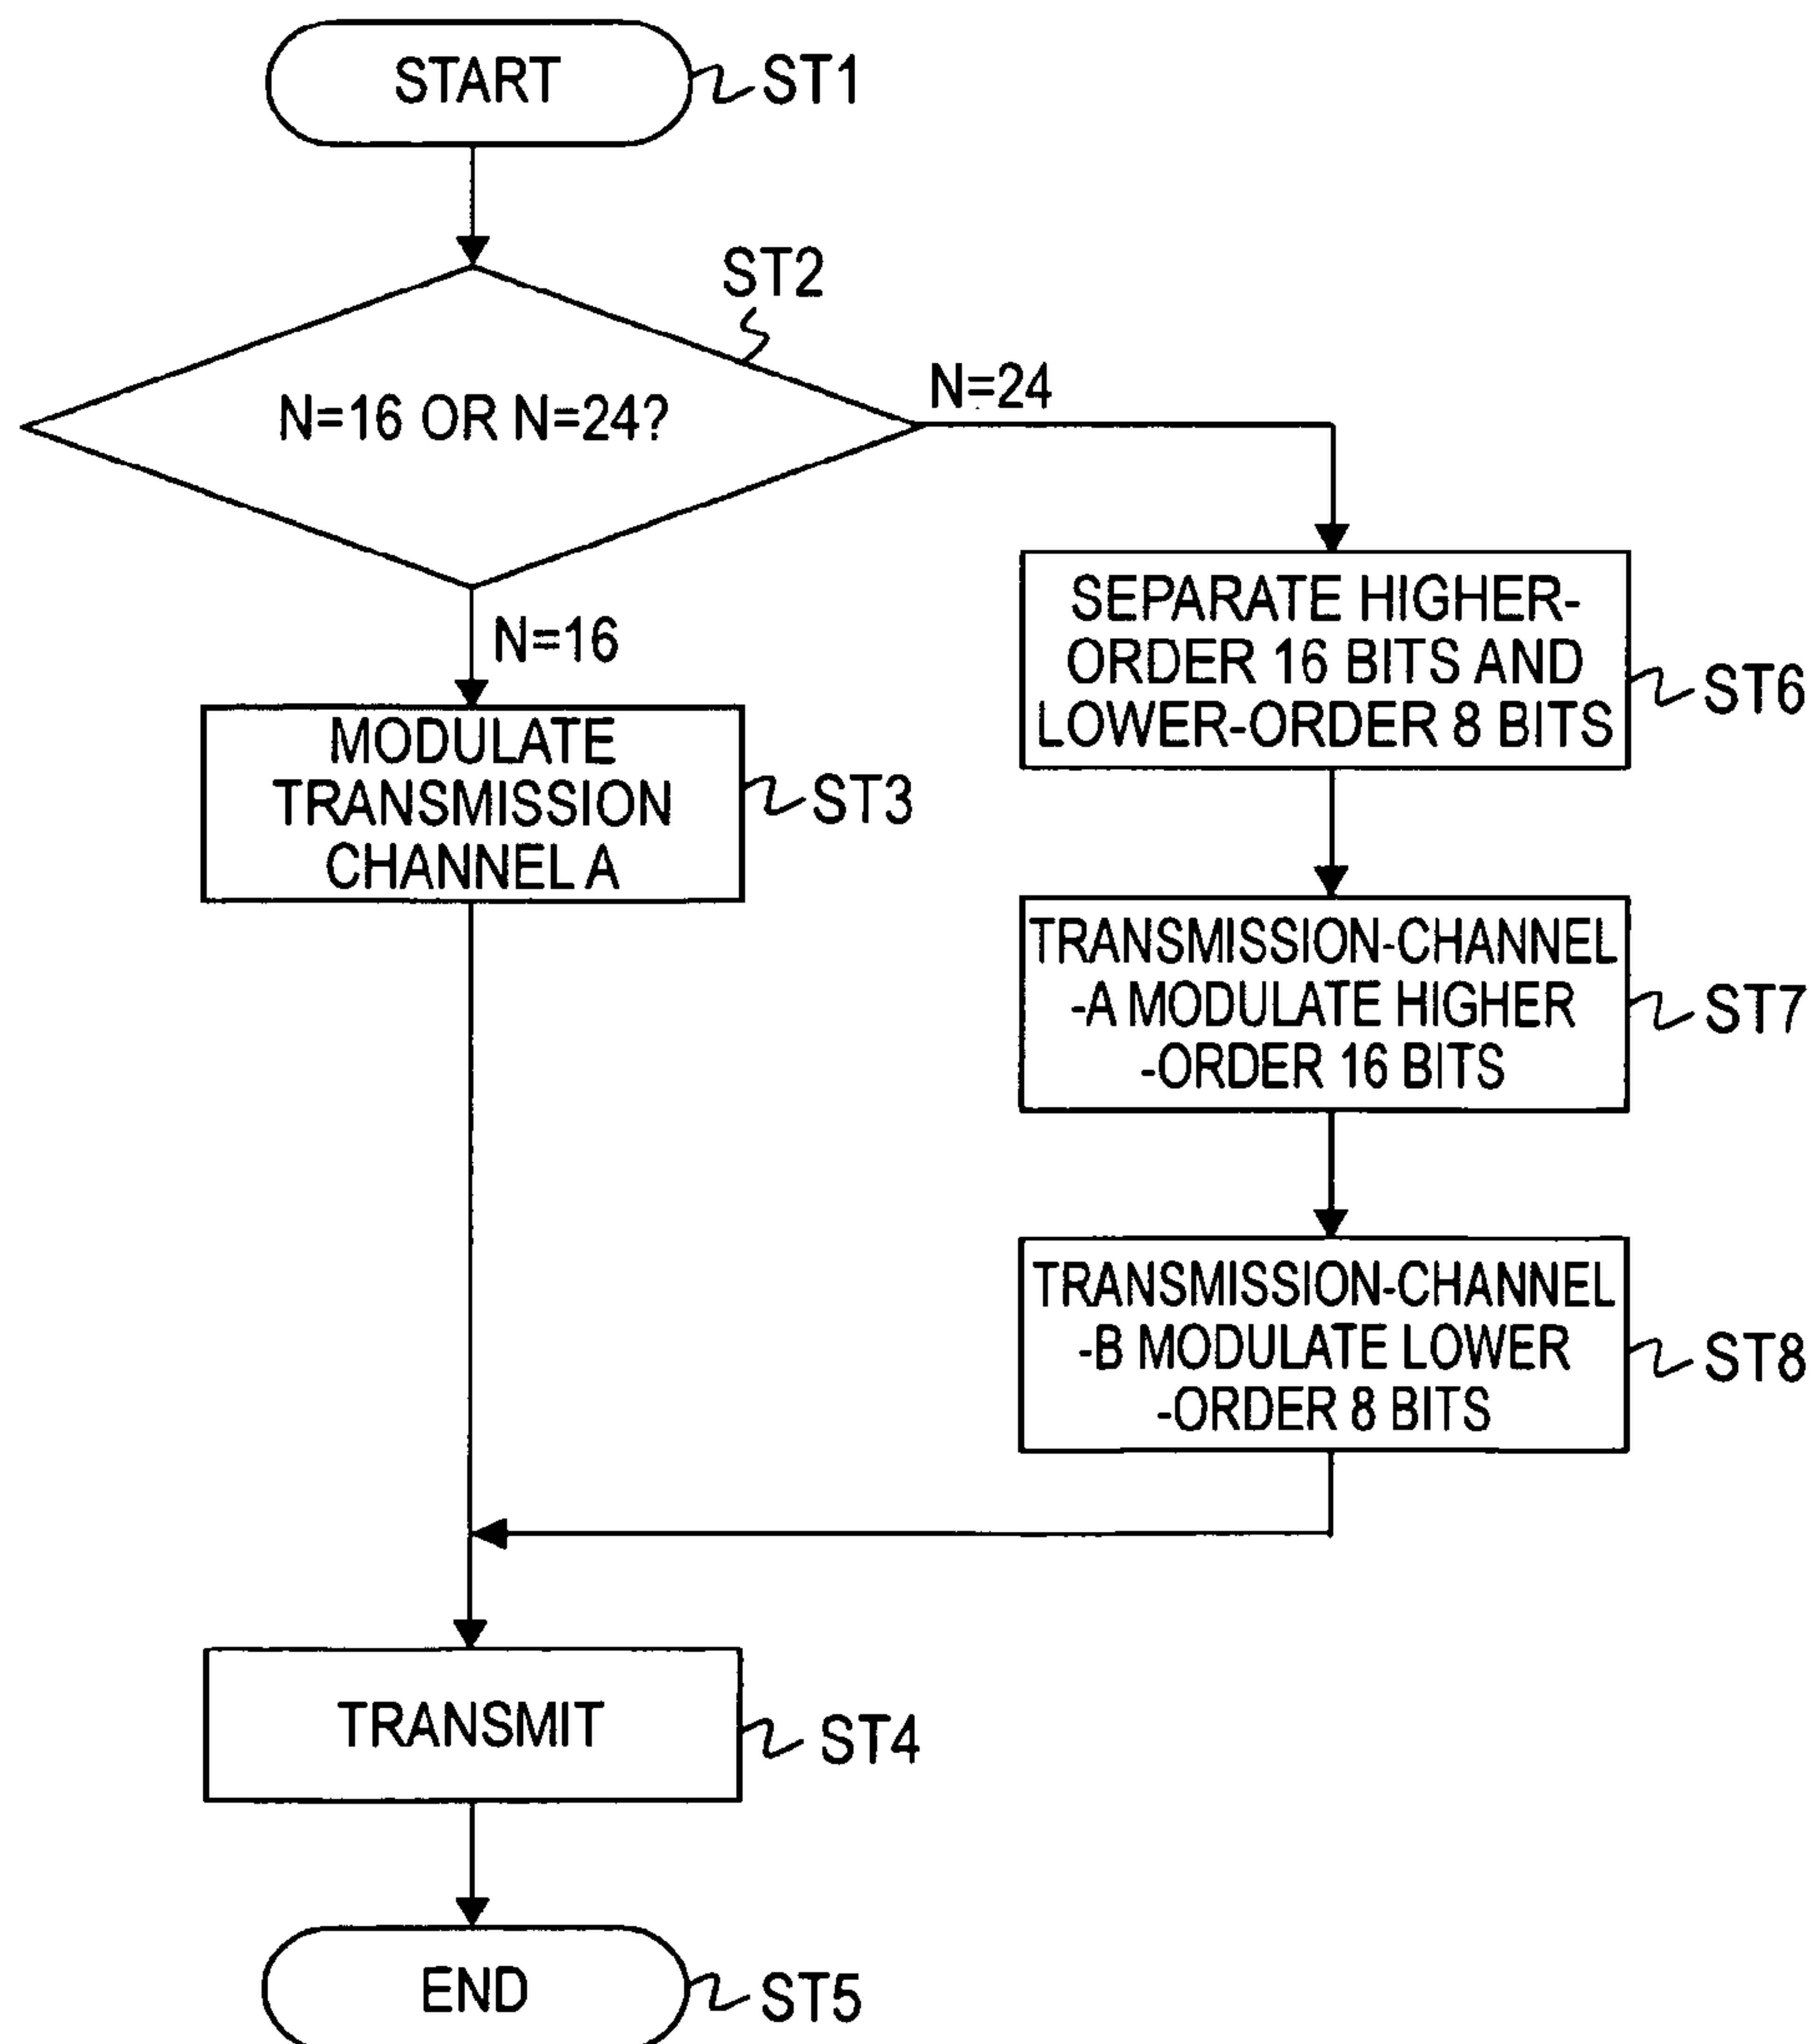 START
ST1
ST2
N=16 OR N=24?
N=24
N=16
MODULATE
TRANSMISSION
CHANNEL A
ST3
SEPARATE HIGHER-
ORDER 16 BITS AND
LOWER-ORDER 8 BITS
ST6
TRANSMISSION-CHANNEL
-A MODULATE HIGHER
-ORDER 16 BITS
ST7
TRANSMISSION-CHANNEL
-B MODULATE LOWER
-ORDER 8 BITS
ST8
TRANSMIT
ST4
END
ST5